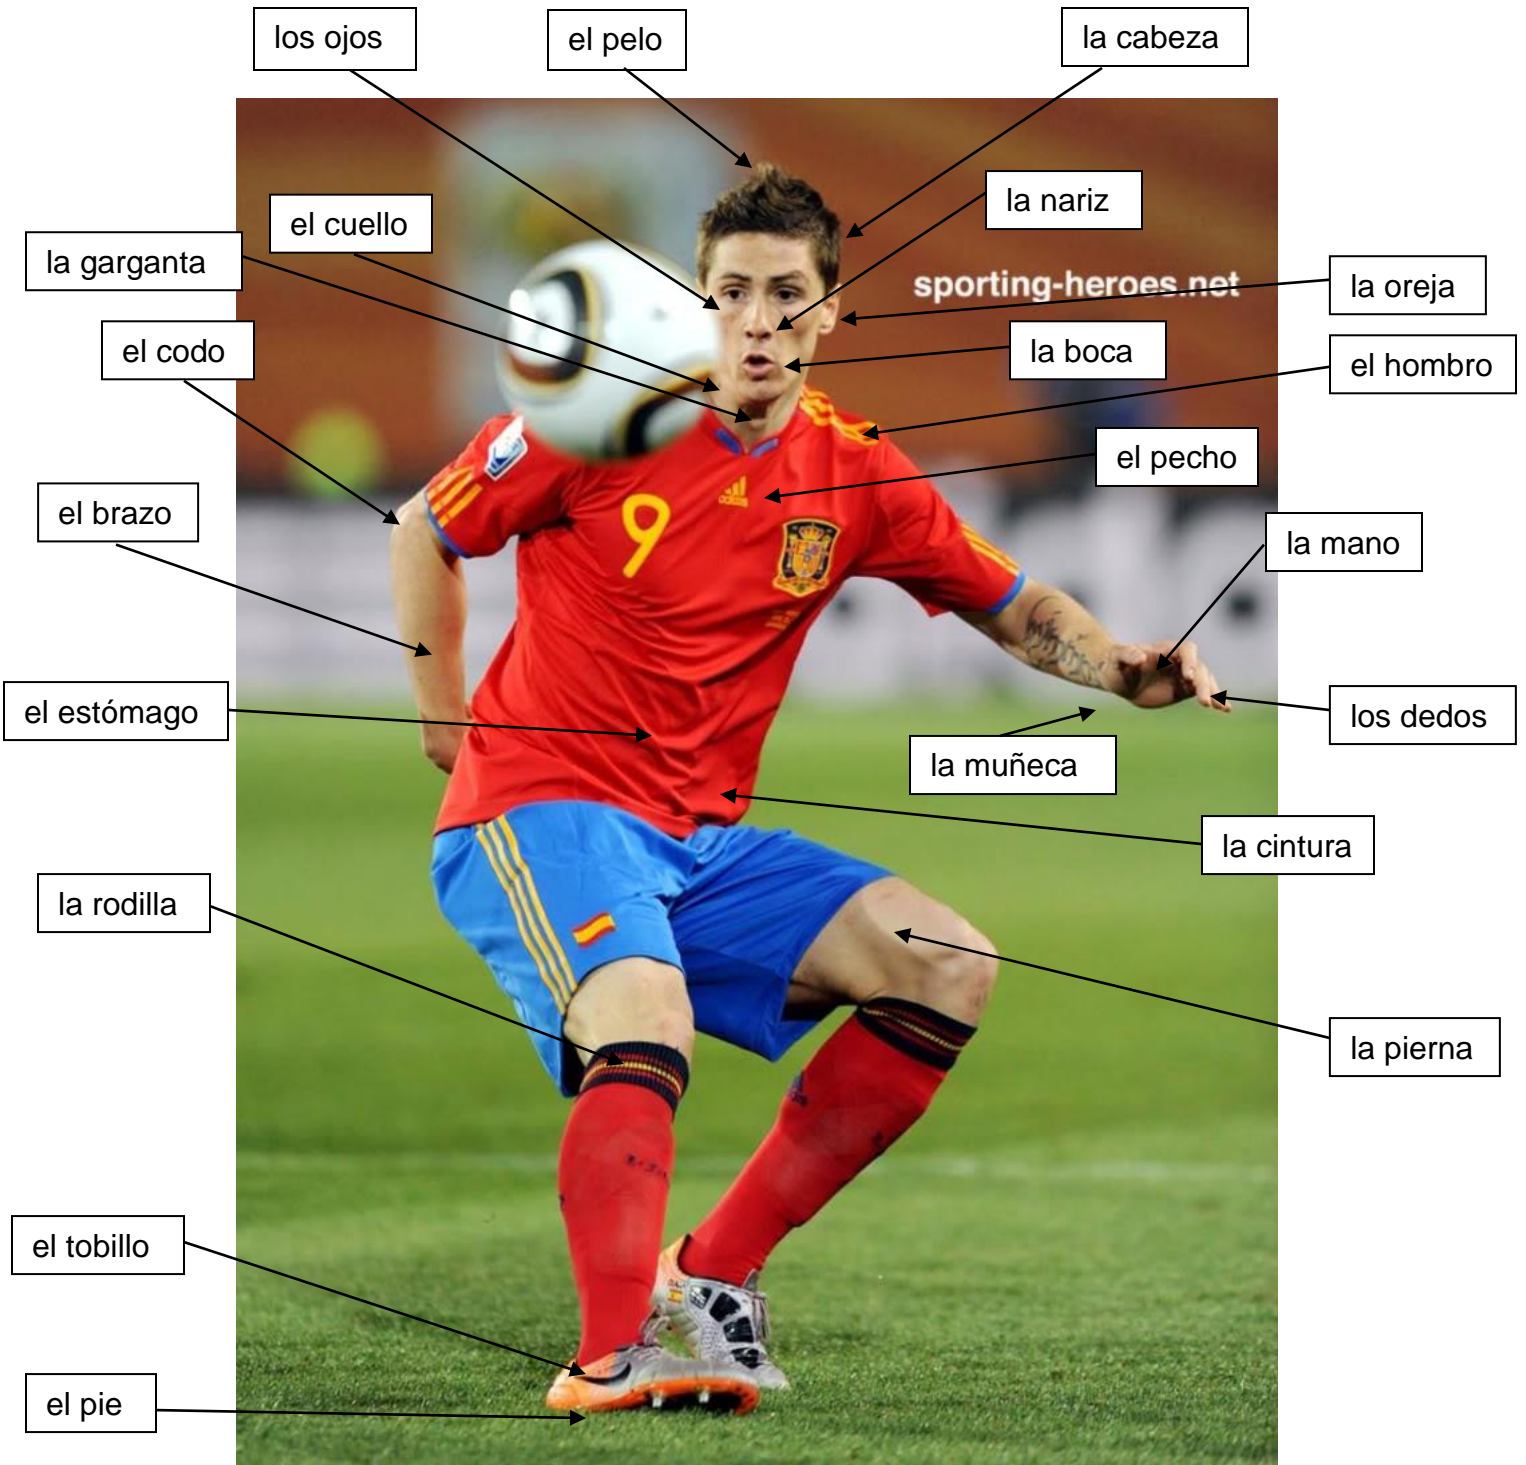 los ojos
el pelo
la cabeza
la nariz
el cuello
la garganta
sporting-heroes.net
la oreja
el codo
la boca
el hombro
el pecho
adidas
9
el brazo
la mano
el estómago
los dedos
la muñeca
la cintura
la rodilla
la pierna
el tobillo
el pie